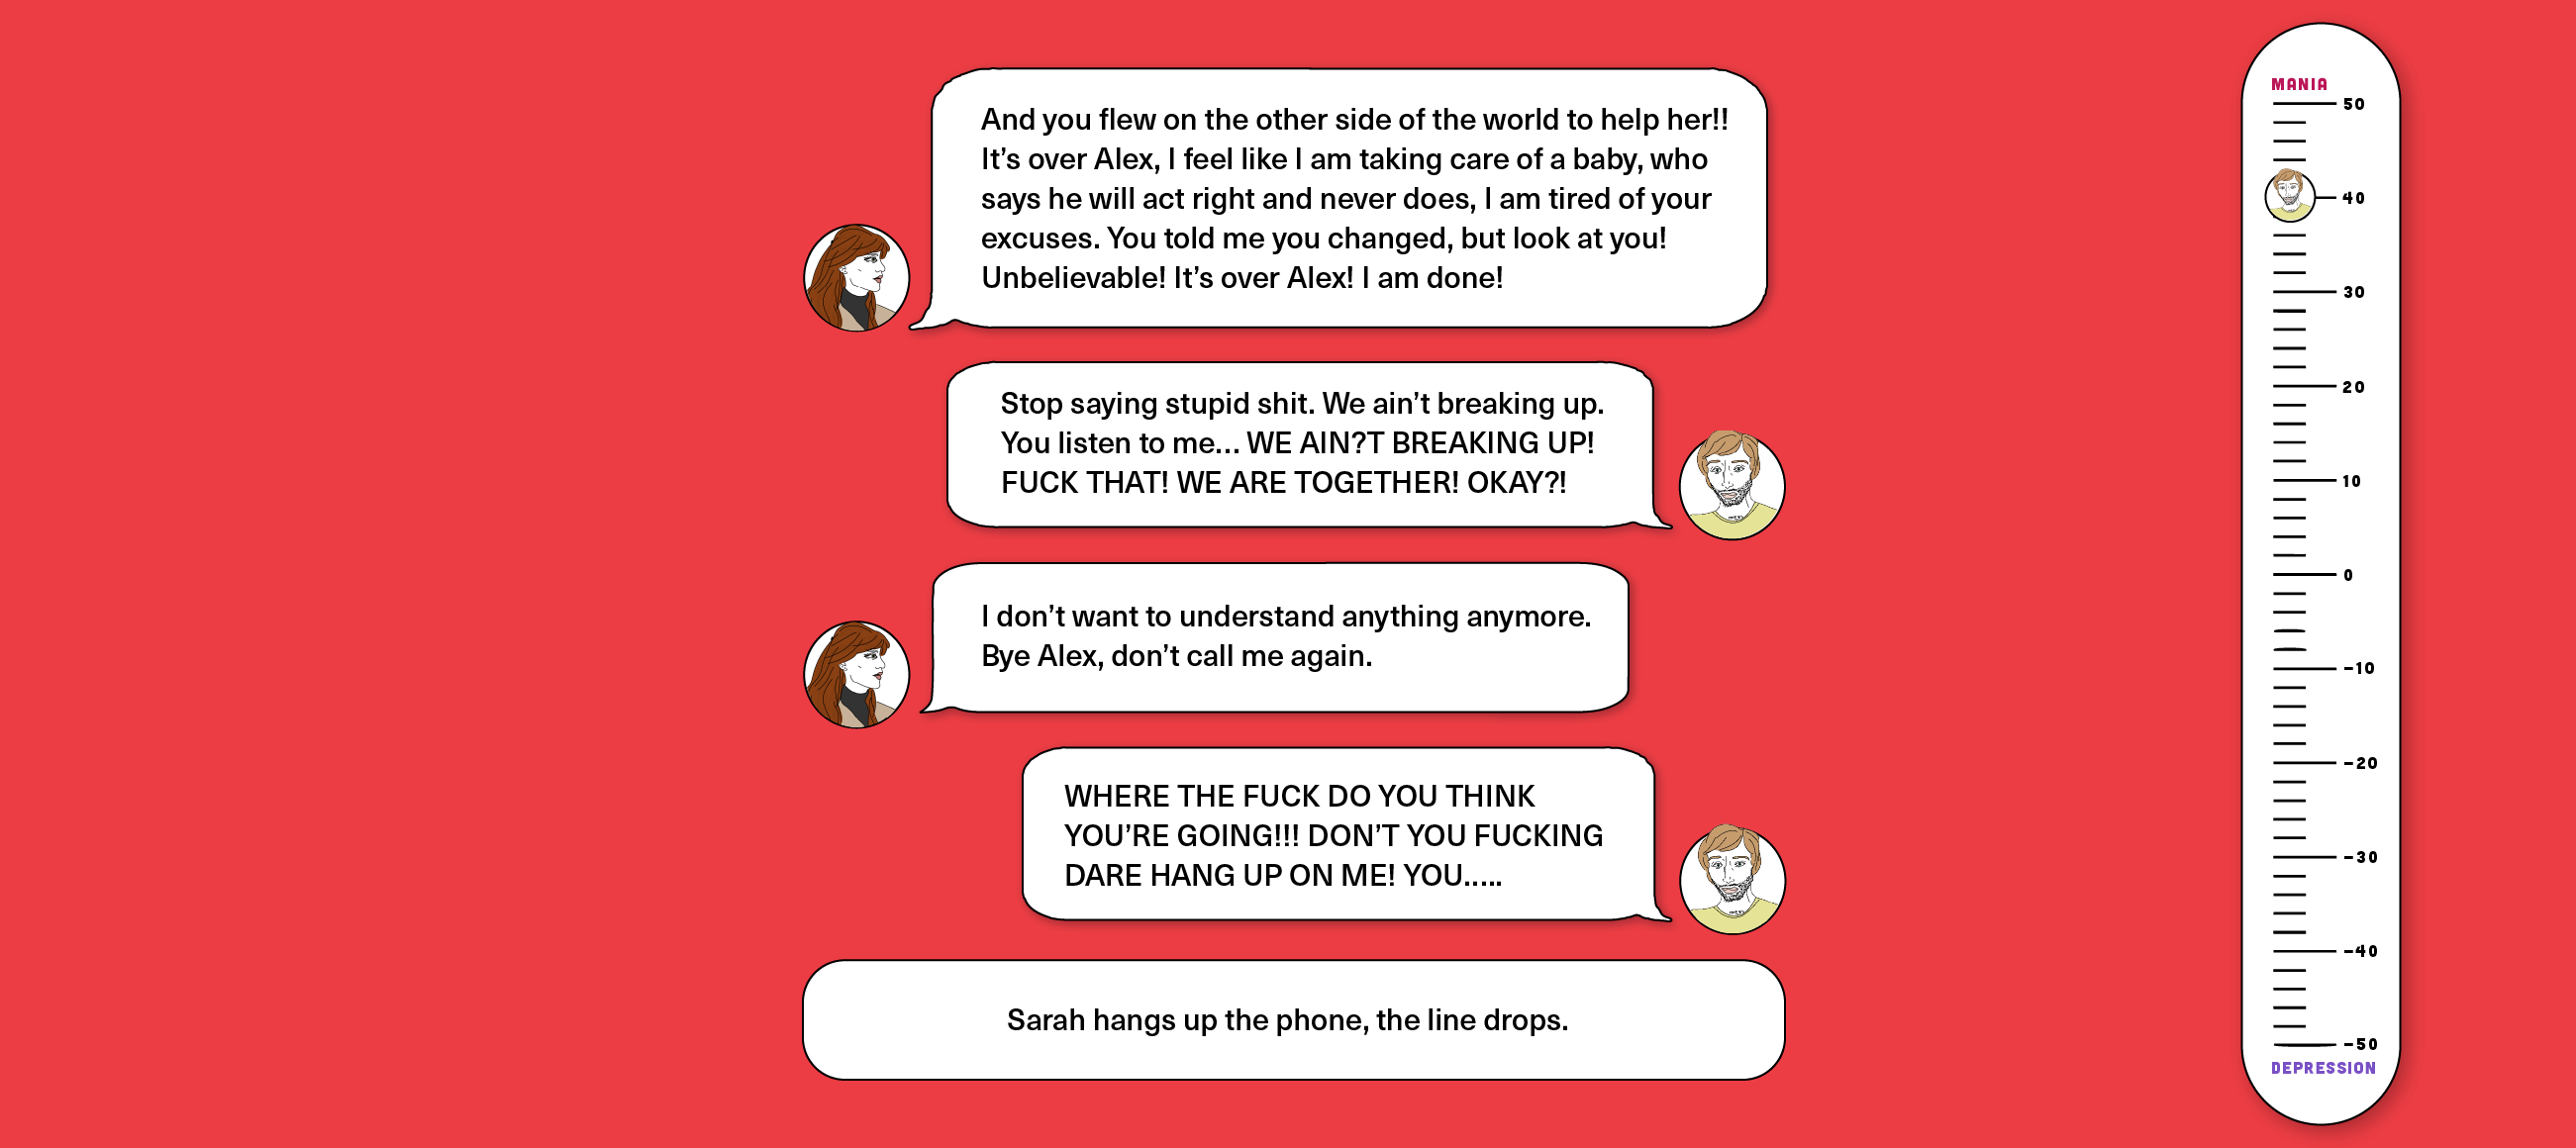 And you flew on the other side of the world to help her!!
It’s over Alex, I feel like I am taking care of a baby, who
says he will act right and never does, I am tired of your
excuses. You told me you changed, but look at you!
Unbelievable! It’s over Alex! I am done!
Stop saying stupid shit. We ain’t breaking up.
You listen to me... WE AIN?T BREAKING UP!
FUCK THAT! WE ARE TOGETHER! OKAY?!
I don’t want to understand anything anymore.
Bye Alex, don’t call me again.
WHERE THE FUCK DO YOU THINK
YOU’RE GOING!!! DON’T YOU FUCKING
DARE HANG UP ON ME! YOU.....
Sarah hangs up the phone, the line drops.
MANIA
50
40
30
20
10
0
-10
-20
-30
-40
-50
DEPRESSION